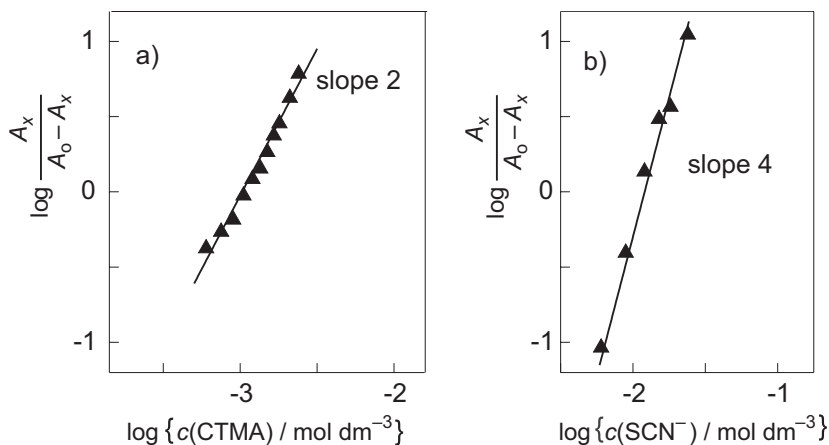 a)
slope 2
log A_x / A_o − A_x
1
0
-1
-3
-2
log {c(CTMA) / mol dm⁻³}
b)
slope 4
log A_x / A_o − A_x
1
0
-1
-2
-1
log {c(SCN⁻) / mol dm⁻³}